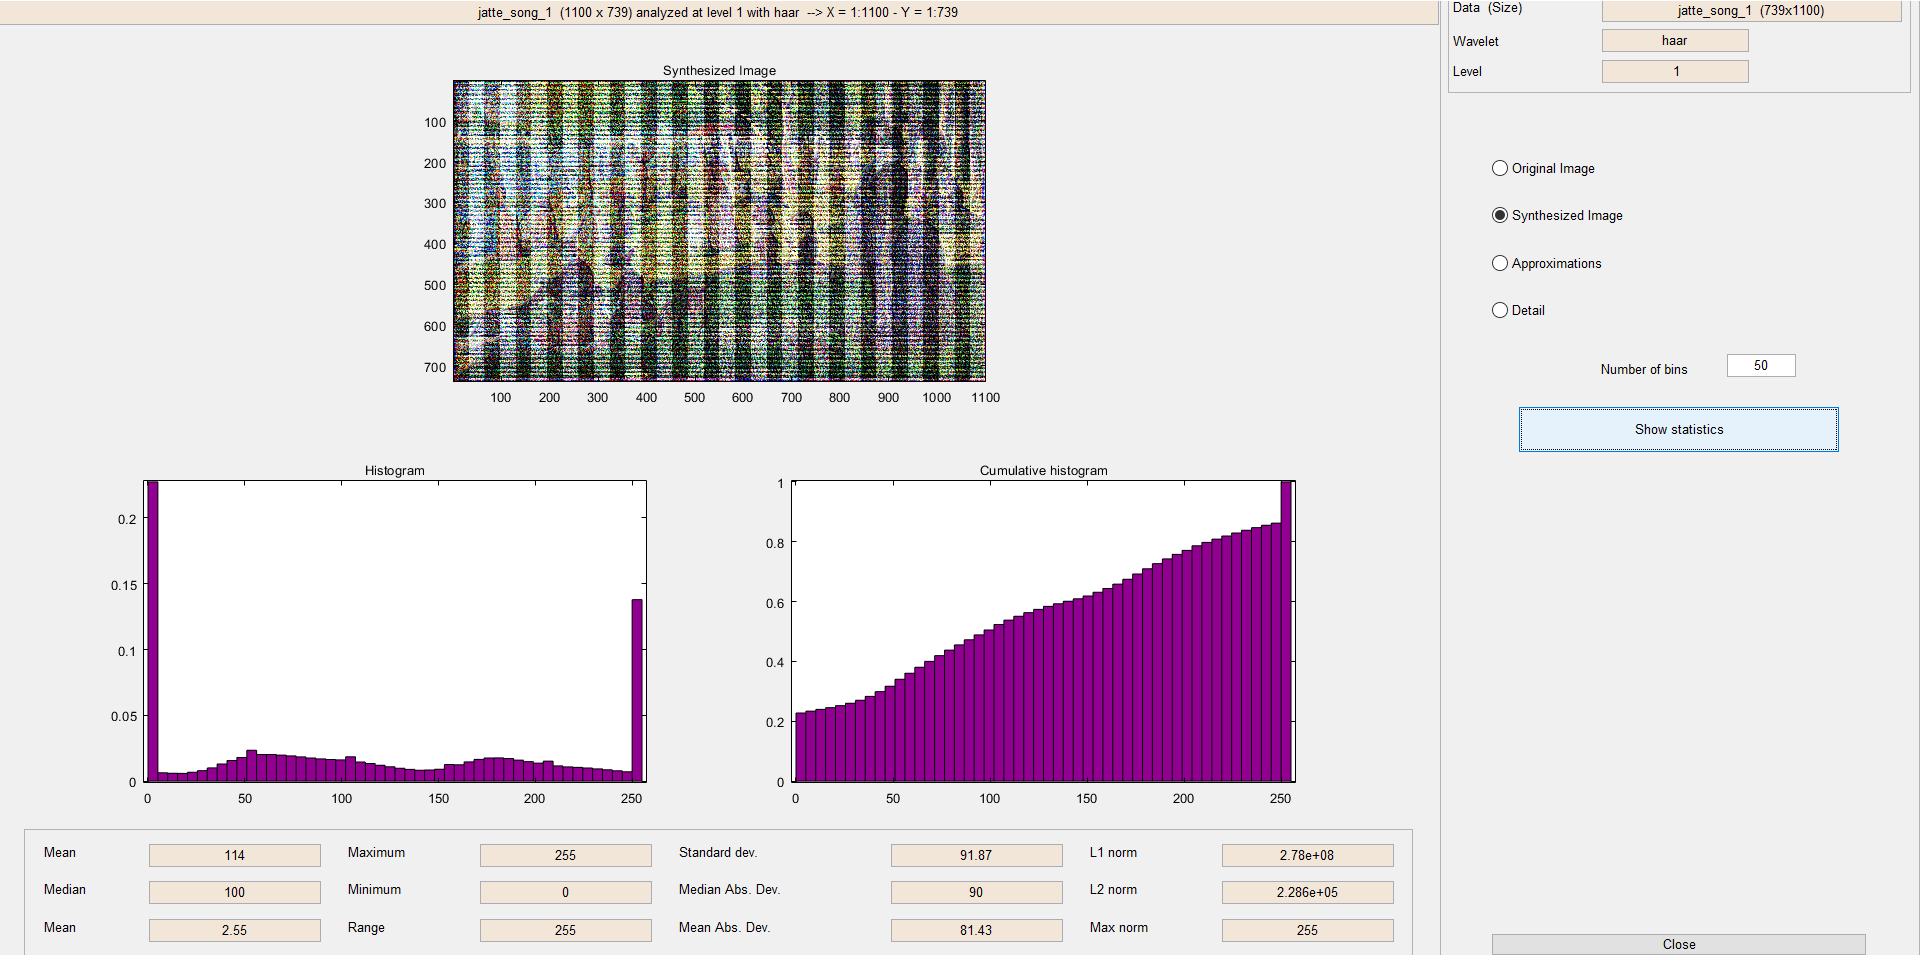 jatte_song_1  (1100 x 739) analyzed at level 1 with haar  --> X = 1:1100 - Y = 1:739
Data  (Size)
jatte_song_1  (739x1100)
Wavelet
haar
Level
1
Synthesized Image
100
200
300
400
500
600
700
100 200 300 400 500 600 700 800 900 1000 1100
Original Image
Synthesized Image
Approximations
Detail
Number of bins
50
Show statistics
Histogram
0.2
0.15
0.1
0.05
0
0 50 100 150 200 250
Cumulative histogram
1
0.8
0.6
0.4
0.2
0
0 50 100 150 200 250
Mean 114 Maximum 255 Standard dev. 91.87 L1 norm 2.78e+08
Median 100 Minimum 0 Median Abs. Dev. 90 L2 norm 2.286e+05
Mean 2.55 Range 255 Mean Abs. Dev. 81.43 Max norm 255
Close